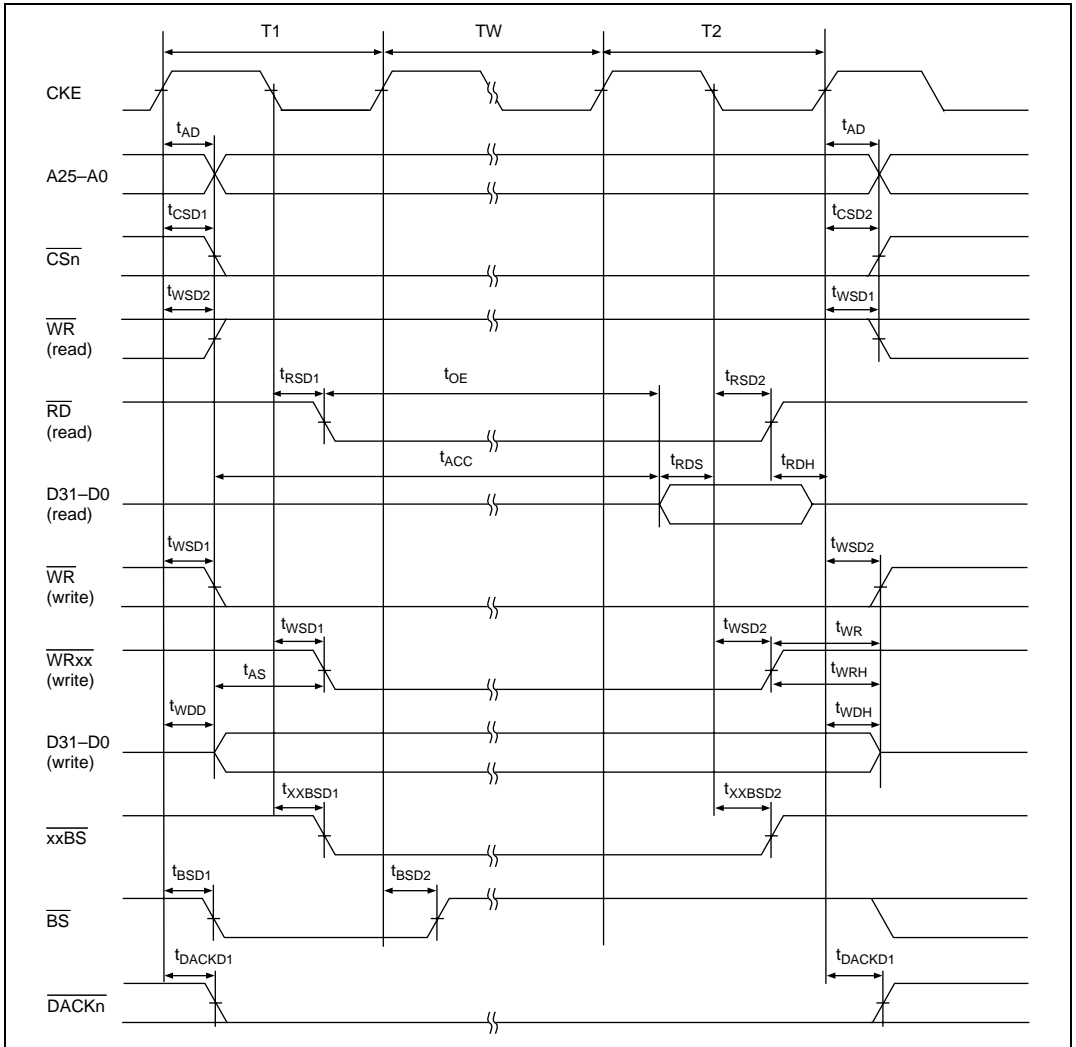 T1 TW T2
CKE
tAD tAD
A25–A0
tCSD1 tCSD2
CSn
tWSD2 tWSD1
WR
(read)
tRSD1 tOE tRSD2
RD
(read)
tACC tRDS tRDH
D31–D0
(read)
tWSD1 tWSD2
WR
(write)
tWSD1 tWSD2 tWR
WRxx
(write)
tAS tWRH
tWDD tWDH
D31–D0
(write)
tXXBSD1 tXXBSD2
xxBS
tBSD1 tBSD2
BS
tDACKD1 tDACKD1
DACKn